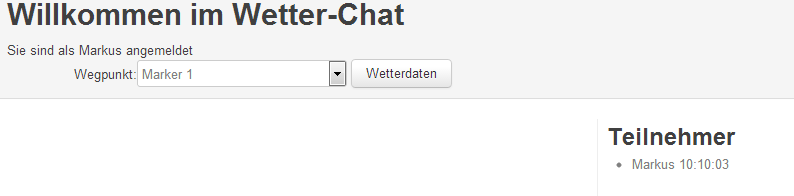 Willkommen im Wetter-Chat
Sie sind als Markus angemeldet
Wegpunkt: Marker 1 Wetterdaten
Teilnehmer
Markus 10:10:03